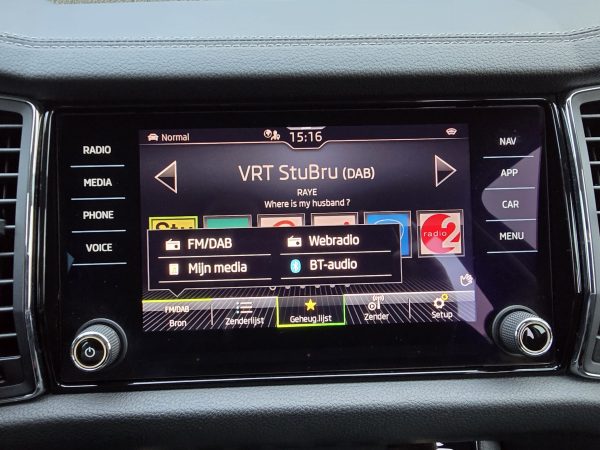 RADIO
MEDIA
PHONE
VOICE
Normal
15:16
VRT StuBru (DAB)
RAYE
Where is my husband ?
Stu
radio 2
FM/DAB
Webradio
Mijn media
BT-audio
FM/DAB
Bron
Zenderlijst
Geheug.lijst
Zender
Setup
NAV
APP
CAR
MENU